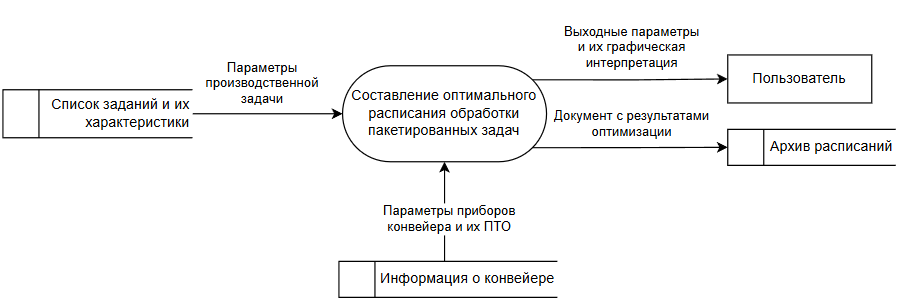 Выходные параметры
и их графическая
интерпретация
Пользователь
Параметры
производственной
задачи
Список заданий и их
характеристики
Составление оптимального
расписания обработки
пакетированных задач
Документ с результатами
оптимизации
Архив расписаний
Параметры приборов
конвейера и их ПТО
Информация о конвейере